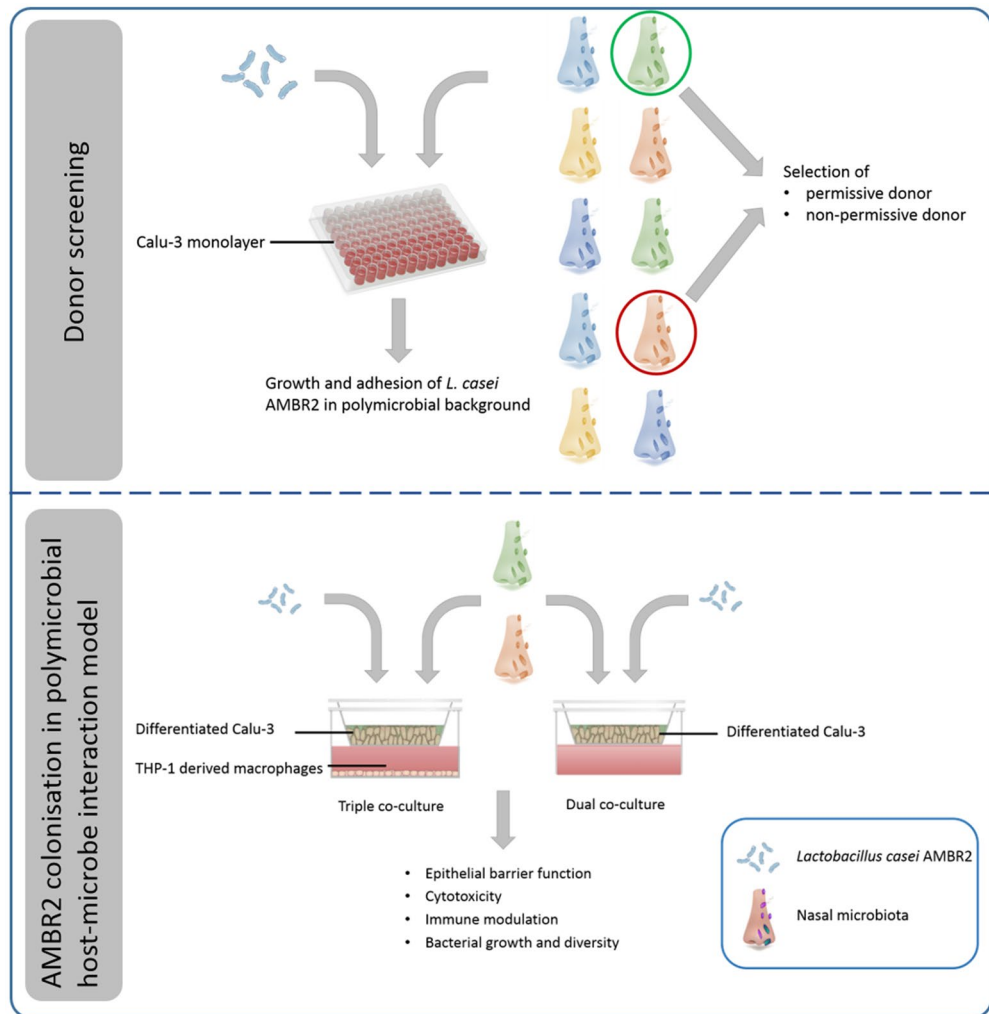 Donor screening
Calu-3 monolayer
Growth and adhesion of L. casei
AMBR2 in polymicrobial background
Selection of
• permissive donor
• non-permissive donor
AMBR2 colonisation in polymicrobial
host-microbe interaction model
Differentiated Calu-3
THP-1 derived macrophages
Triple co-culture
Differentiated Calu-3
Dual co-culture
• Epithelial barrier function
• Cytotoxicity
• Immune modulation
• Bacterial growth and diversity
Lactobacillus casei AMBR2
Nasal microbiota